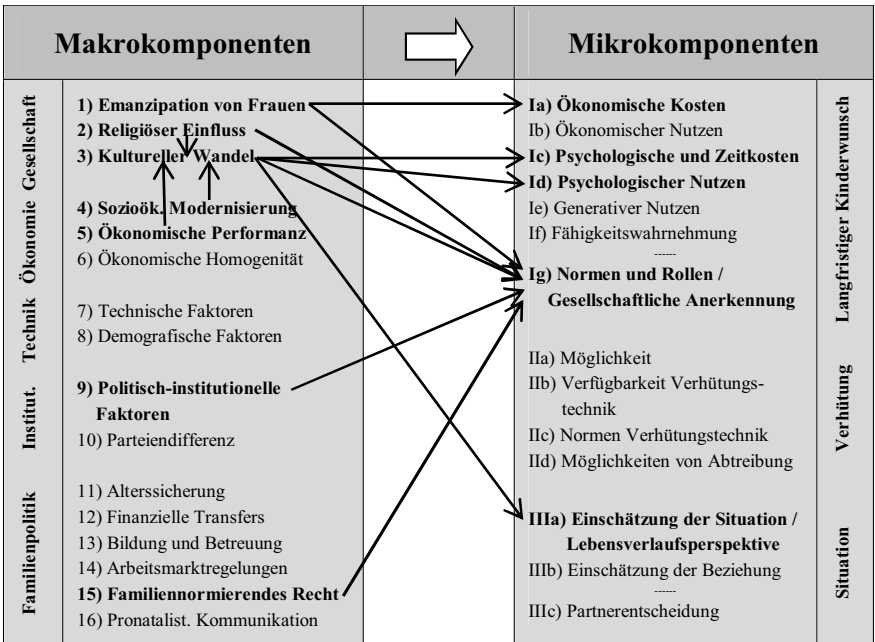 Makrokomponenten
Mikrokomponenten
Gesellschaft
1) Emanzipation von Frauen
2) Religiöser Einfluss
3) Kultureller Wandel
Ökonomie
4) Sozioök. Modernisierung
5) Ökonomische Performanz
6) Ökonomische Homogenität
Technik
7) Technische Faktoren
8) Demografische Faktoren
Institut.
9) Politisch-institutionelle
Faktoren
10) Parteiendifferenz
Familienpolitik
11) Alterssicherung
12) Finanzielle Transfers
13) Bildung und Betreuung
14) Arbeitsmarktregelungen
15) Familiennormierendes Recht
16) Pronatalist. Kommunikation
Ia) Ökonomische Kosten
Ib) Ökonomischer Nutzen
Ic) Psychologische und Zeitkosten
Id) Psychologischer Nutzen
Ie) Generativer Nutzen
If) Fähigkeitswahrnehmung
------
Ig) Normen und Rollen /
Gesellschaftliche Anerkennung
Langfristiger Kinderwunsch
IIa) Möglichkeit
IIb) Verfügbarkeit Verhütungs-
technik
IIc) Normen Verhütungstechnik
IId) Möglichkeiten von Abtreibung
Verhütung
IIIa) Einschätzung der Situation /
Lebensverlaufsperspektive
IIIb) Einschätzung der Beziehung
------
IIIc) Partnerentscheidung
Situation